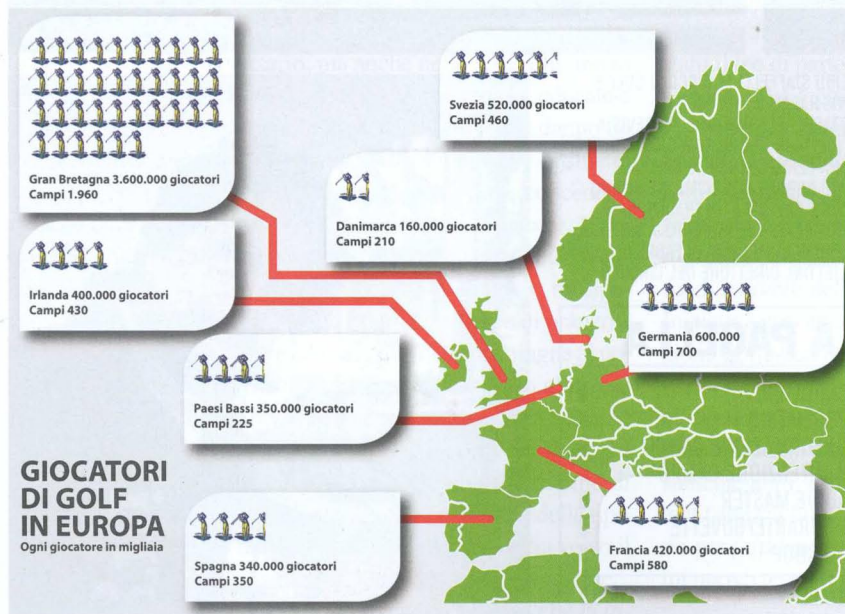 Gran Bretagna 3.600.000 giocatori
Campi 1.960
Svezia 520.000 giocatori
Campi 460
Danimarca 160.000 giocatori
Campi 210
Irlanda 400.000 giocatori
Campi 430
Germania 600.000
Campi 700
Paesi Bassi 350.000 giocatori
Campi 225
GIOCATORI
DI GOLF
IN EUROPA
Ogni giocatore in migliaia
Spagna 340.000 giocatori
Campi 350
Francia 420.000 giocatori
Campi 580